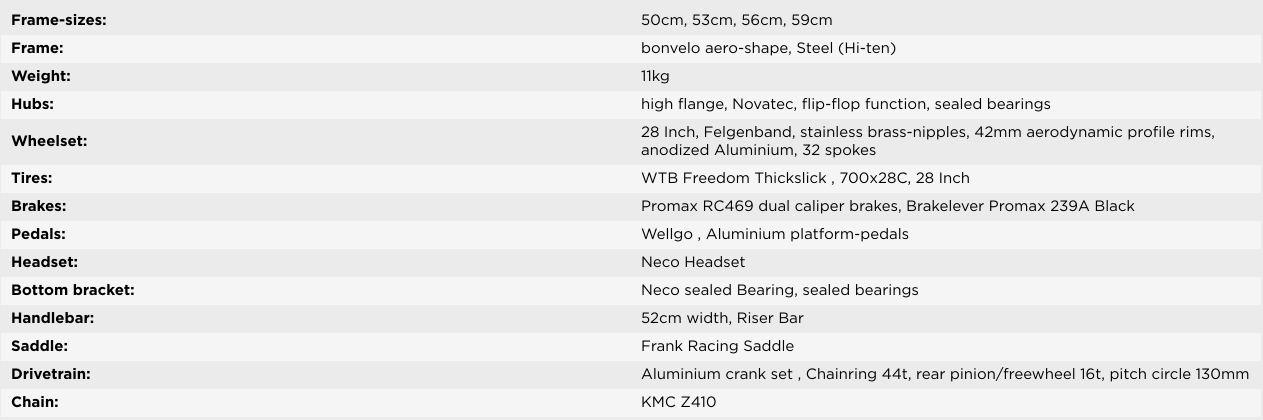 Frame-sizes: 50cm, 53cm, 56cm, 59cm
Frame: bonvelo aero-shape, Steel (Hi-ten)
Weight: 11kg
Hubs: high flange, Novatec, flip-flop function, sealed bearings
Wheelset: 28 Inch, Felgenband, stainless brass-nipples, 42mm aerodynamic profile rims,
anodized Aluminium, 32 spokes
Tires: WTB Freedom Thickslick , 700x28C, 28 Inch
Brakes: Promax RC469 dual caliper brakes, Brakelever Promax 239A Black
Pedals: Wellgo , Aluminium platform-pedals
Headset: Neco Headset
Bottom bracket: Neco sealed Bearing, sealed bearings
Handlebar: 52cm width, Riser Bar
Saddle: Frank Racing Saddle
Drivetrain: Aluminium crank set , Chainring 44t, rear pinion/freewheel 16t, pitch circle 130mm
Chain: KMC Z410